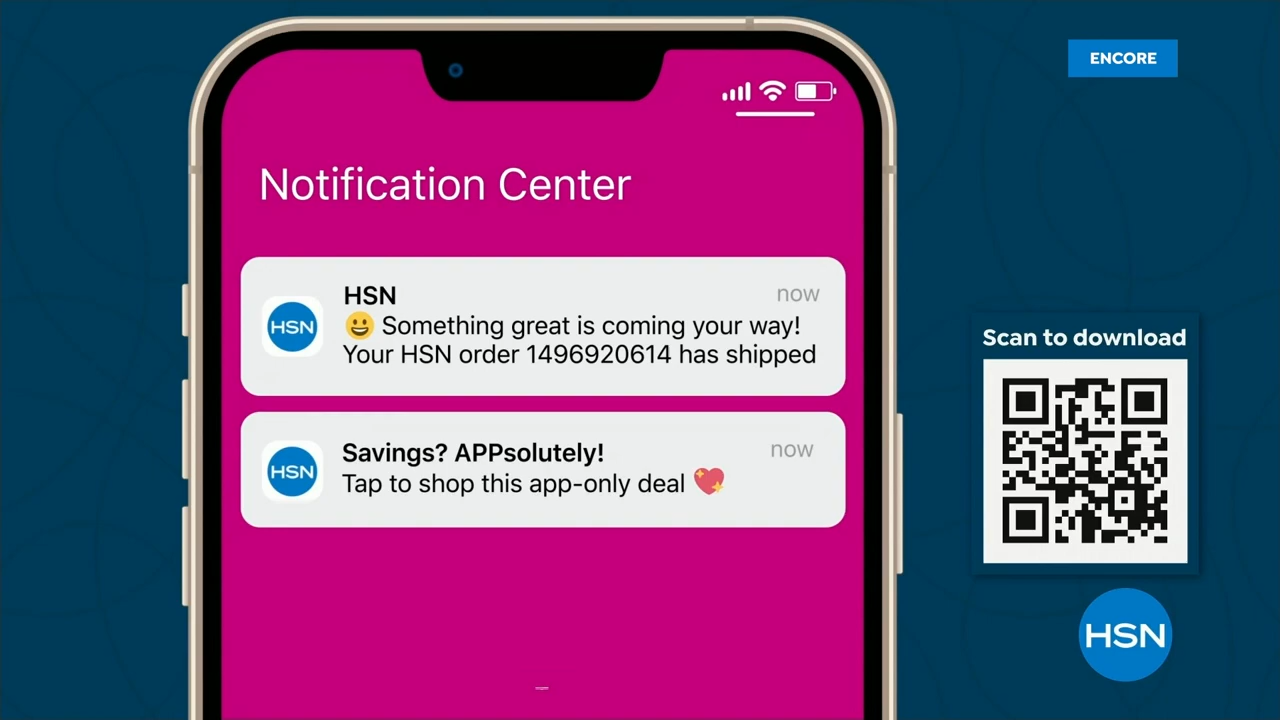 ENCORE
Notification Center
HSN
now
HSN
😀 Something great is coming your way!
Your HSN order 1496920614 has shipped
HSN
Savings? APPsolutely!
now
Tap to shop this app-only deal 💖
Scan to download
HSN